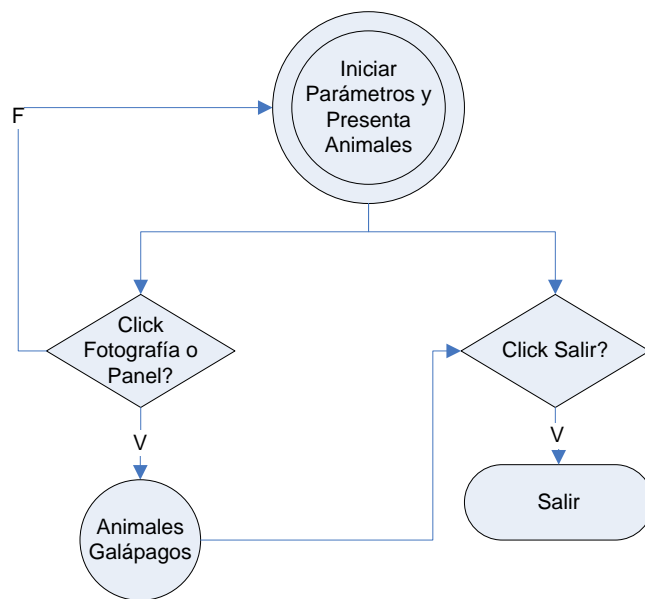 Iniciar
Parámetros y
Presenta
Animales
F
Click
Fotografía o
Panel?
Click Salir?
V
V
Salir
Animales
Galápagos